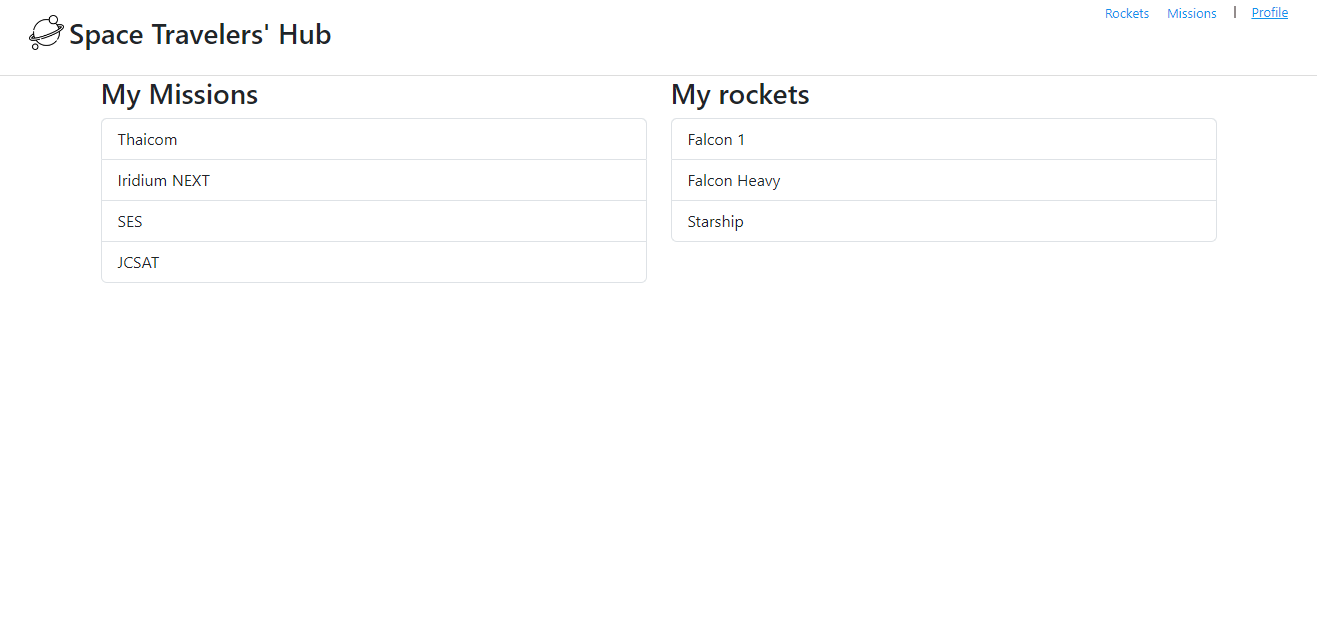 Space Travelers' Hub
Rockets Missions | Profile
My Missions
Thaicom
Iridium NEXT
SES
JCSAT
My rockets
Falcon 1
Falcon Heavy
Starship